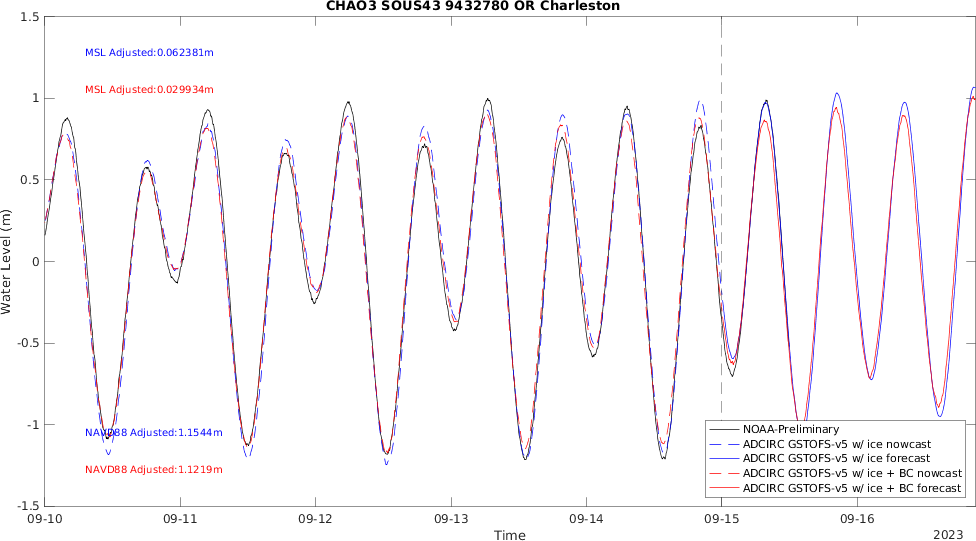 CHAO3 SOUS43 9432780 OR Charleston
1.5
1
0.5
0
-0.5
-1
-1.5
Water Level (m)
MSL Adjusted:0.062381m
MSL Adjusted:0.029934m
NAVD88 Adjusted:1.1544m
NAVD88 Adjusted:1.1219m
NOAA-Preliminary
ADCIRC GSTOFS-v5 w/ ice nowcast
ADCIRC GSTOFS-v5 w/ ice forecast
ADCIRC GSTOFS-v5 w/ ice + BC nowcast
ADCIRC GSTOFS-v5 w/ ice + BC forecast
09-10 09-11 09-12 09-13 09-14 09-15 09-16
Time
2023